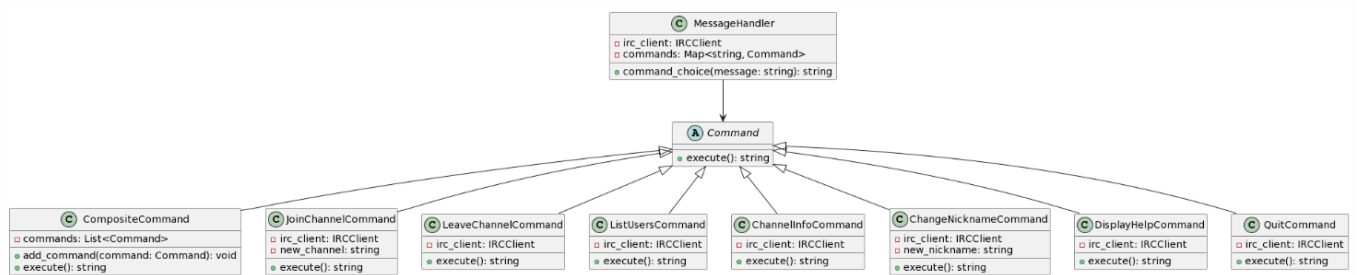 C MessageHandler
irc_client: IRCClient
commands: Map<string, Command>
command_choice(message: string): string
A Command
execute(): string
C CompositeCommand
commands: List<Command>
add_command(command: Command): void
execute(): string
C JoinChannelCommand
irc_client: IRCClient
new_channel: string
execute(): string
C LeaveChannelCommand
irc_client: IRCClient
execute(): string
C ListUsersCommand
irc_client: IRCClient
execute(): string
C ChannelInfoCommand
irc_client: IRCClient
execute(): string
C ChangeNicknameCommand
irc_client: IRCClient
new_nickname: string
execute(): string
C DisplayHelpCommand
irc_client: IRCClient
execute(): string
C QuitCommand
irc_client: IRCClient
execute(): string